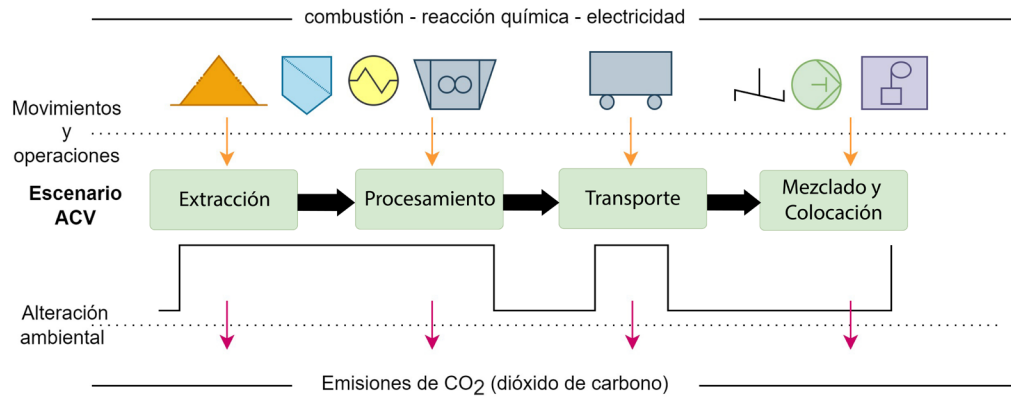 combustión - reacción química - electricidad
Movimientos
y
operaciones
Escenario
ACV
Extracción
Procesamiento
Transporte
Mezclado y
Colocación
Alteración
ambiental
Emisiones de CO2 (dióxido de carbono)